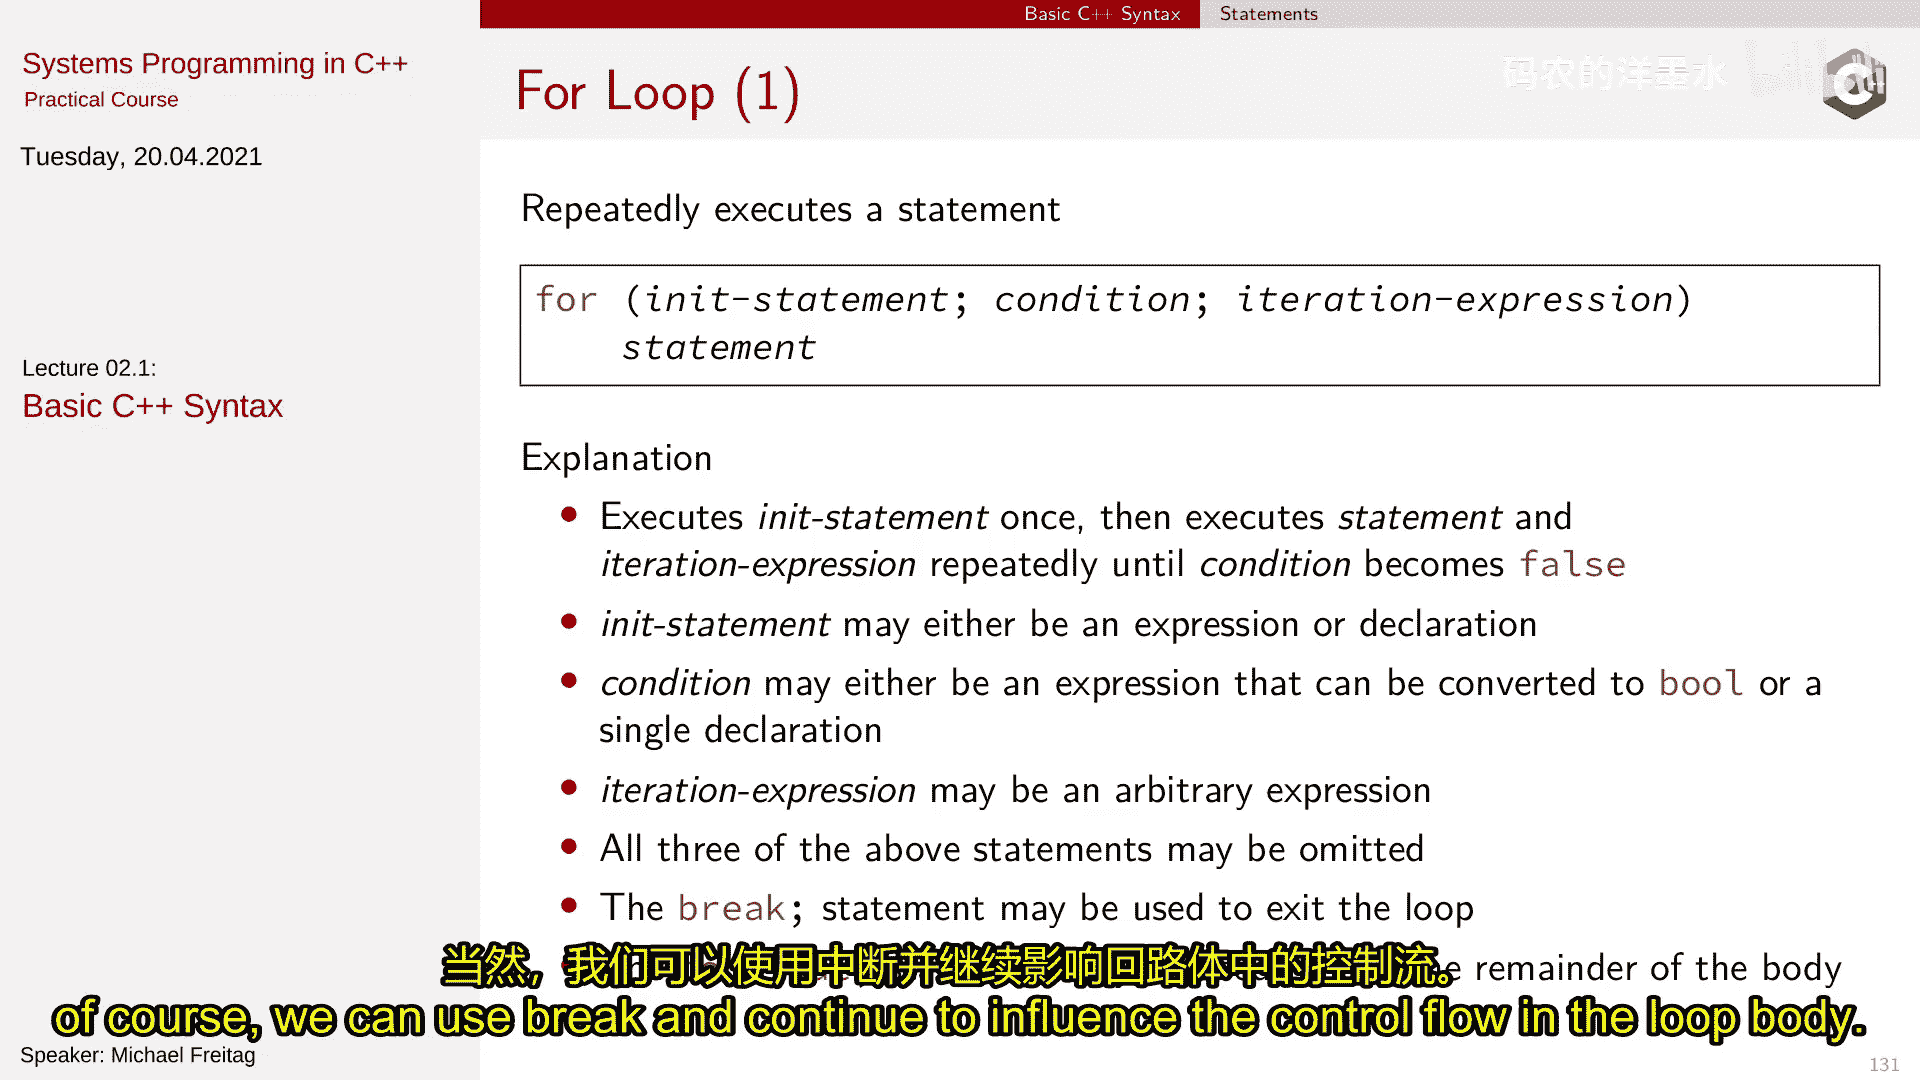 Basic C++ Syntax Statements
Systems Programming in C++
Practical Course
Tuesday, 20.04.2021
Lecture 02.1:
Basic C++ Syntax
For Loop (1)
码农的洋墨水
Repeatedly executes a statement
for (init-statement; condition; iteration-expression)
statement
Explanation
• Executes init-statement once, then executes statement and
iteration-expression repeatedly until condition becomes false
• init-statement may either be an expression or declaration
• condition may either be an expression that can be converted to bool or a
single declaration
• iteration-expression may be an arbitrary expression
• All three of the above statements may be omitted
• The break; statement may be used to exit the loop
remainder of the body
当然，我们可以使用中断并继续影响回路体中的控制流。
of course, we can use break and continue to influence the control flow in the loop body.
Speaker: Michael Freitag
131